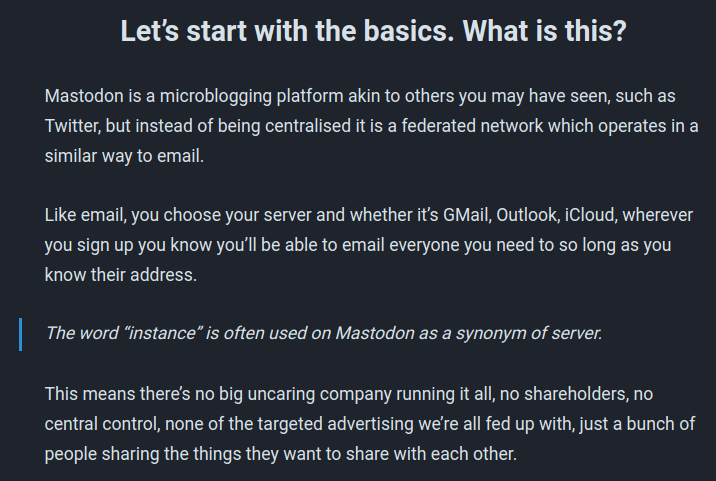 Let’s start with the basics. What is this?
Mastodon is a microblogging platform akin to others you may have seen, such as
Twitter, but instead of being centralised it is a federated network which operates in a
similar way to email.
Like email, you choose your server and whether it’s GMail, Outlook, iCloud, wherever
you sign up you know you’ll be able to email everyone you need to so long as you
know their address.
The word “instance” is often used on Mastodon as a synonym of server.
This means there’s no big uncaring company running it all, no shareholders, no
central control, none of the targeted advertising we’re all fed up with, just a bunch of
people sharing the things they want to share with each other.